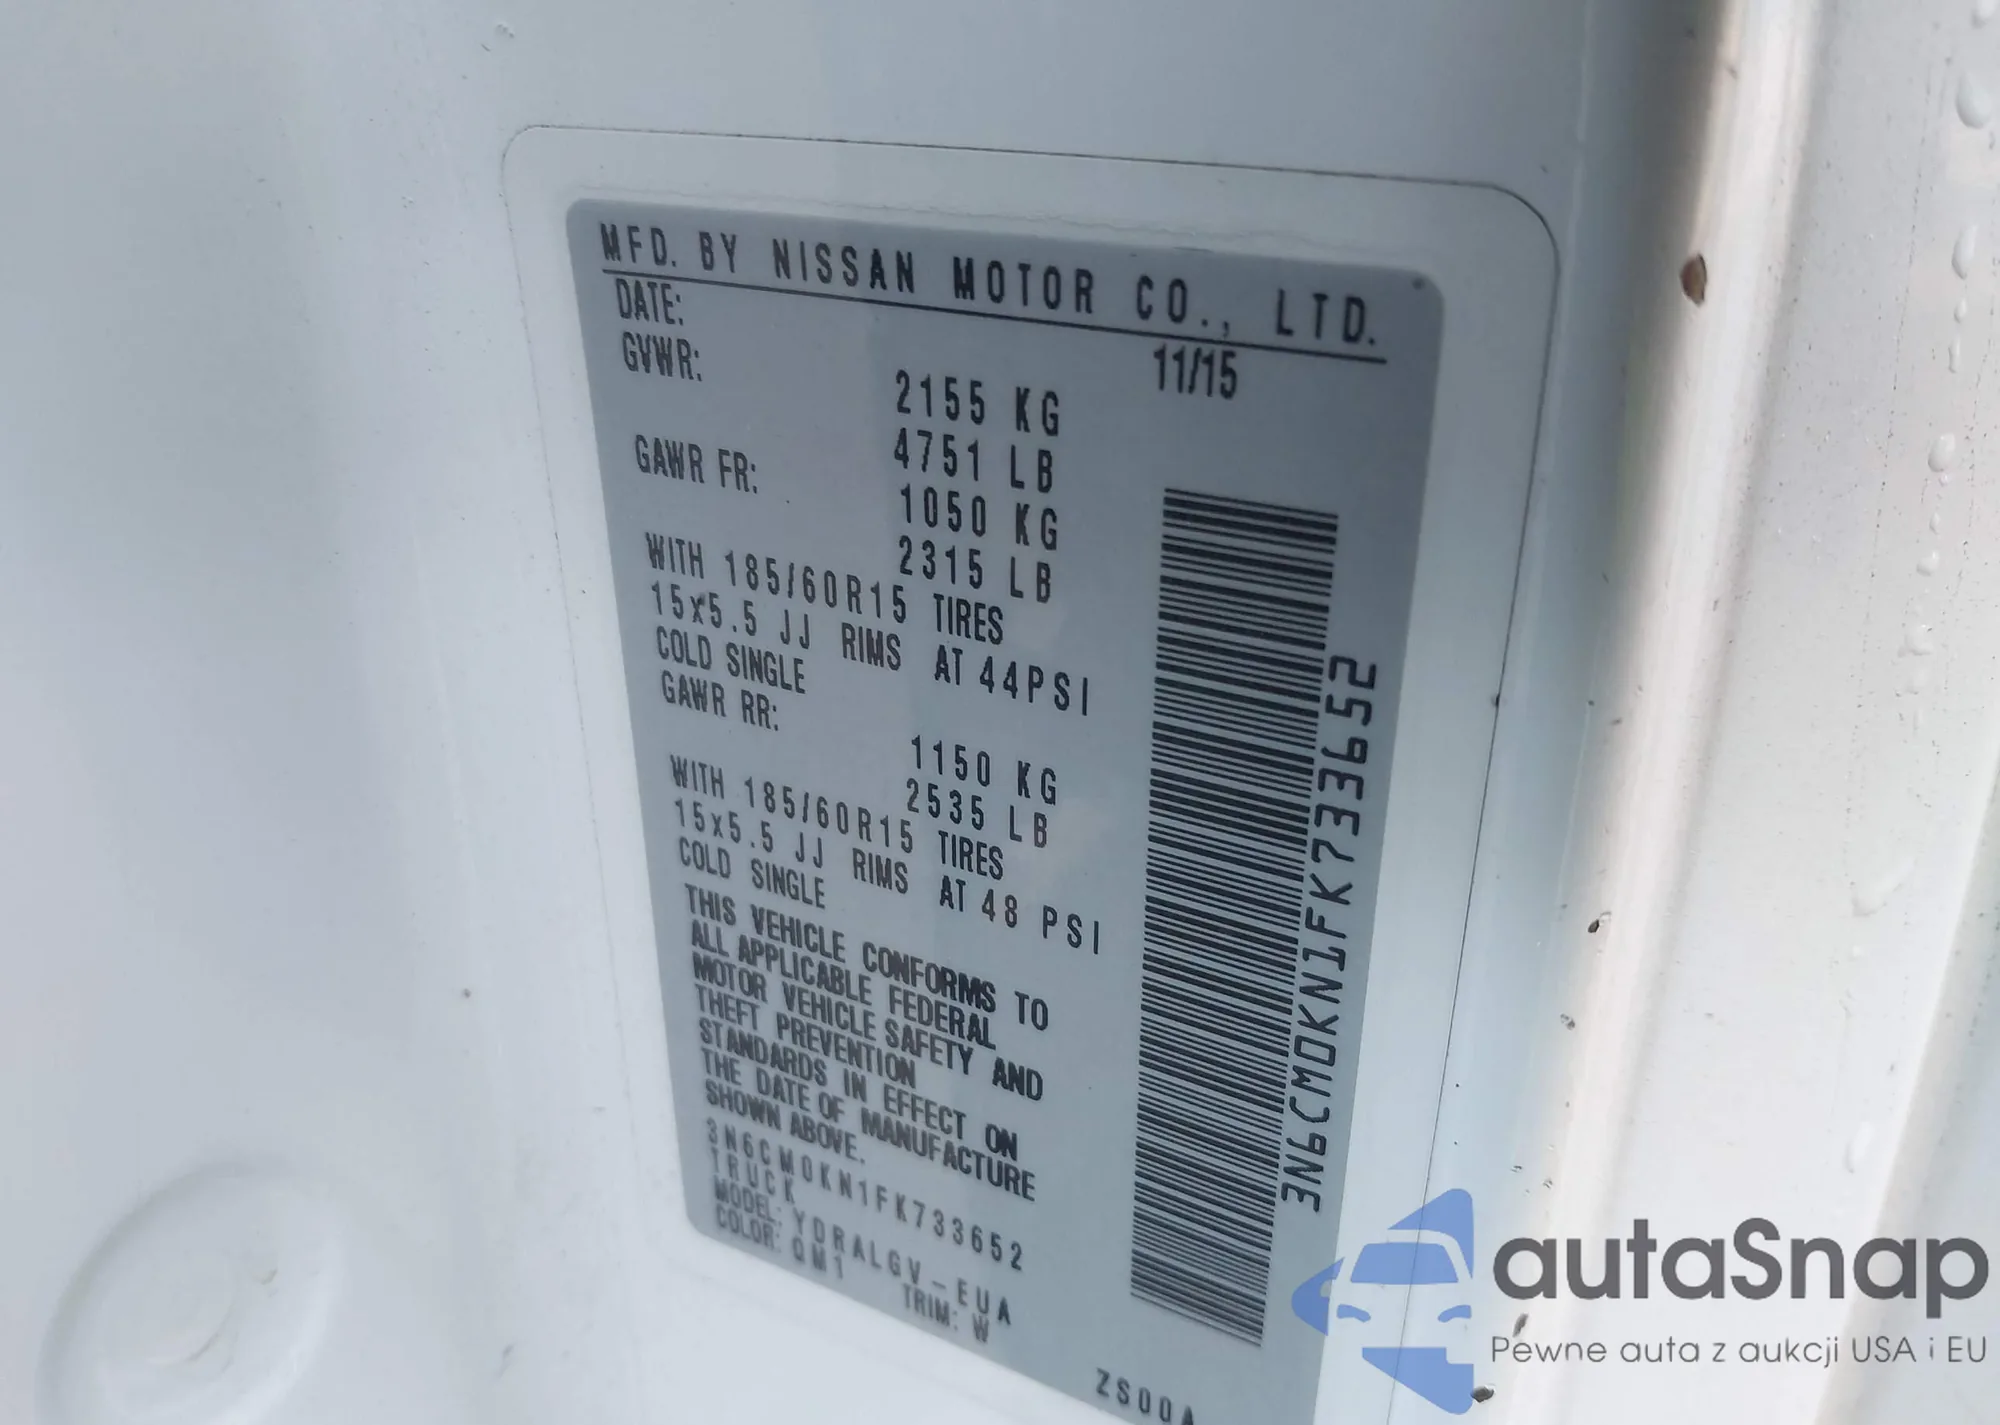 MFD. BY NISSAN MOTOR CO., LTD.
DATE: 11/15
GVWR: 2155 KG
4751 LB
GAWR FR: 1050 KG
2315 LB
WITH 185/60R15 TIRES
15x5.5 JJ RIMS AT 44PSI
COLD SINGLE
GAWR RR: 1150 KG
2535 LB
WITH 185/60R15 TIRES
15x5.5 JJ RIMS AT 48 PSI
COLD SINGLE
THIS VEHICLE CONFORMS TO
ALL APPLICABLE FEDERAL
MOTOR VEHICLE SAFETY AND
THEFT PREVENTION
STANDARDS IN EFFECT ON
THE DATE OF MANUFACTURE
SHOWN ABOVE.
3N6CM0KN1FK733652
TRUCK
MODEL: YDRALGV-EUA
COLOR: QM1 TRIM: W
ZS00A
3N6CM0KN1FK733652
autaSnap
Pewne auta z aukcji USA i EU